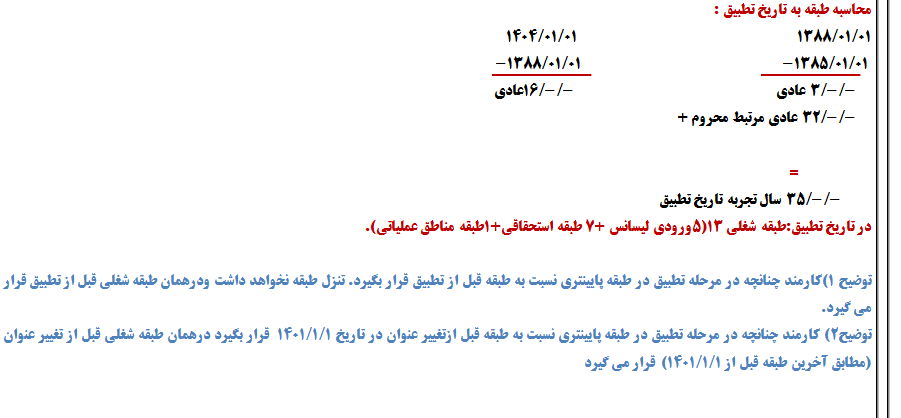 محاسبه طبقه به تاریخ تطبیق :
۱۳۸۸/۰۱/۰۱ ۱۴۰۴/۰۱/۰۱
−۱۳۸۵/۰۱/۰۱ −۱۳۸۸/۰۱/۰۱
−/−/۳ عادی −/−/۱۶عادی
−/−/۳۲ عادی مرتبط محروم +
=
−/−/۳۵ سال تجربه تاریخ تطبیق
در تاریخ تطبیق:طبقه شغلی ۱۳(۵ورودی لیسانس +۷ طبقه استحقاقی+۱طبقه مناطق عملیاتی).
توضیح ۱)کارمند چنانچه در مرحله تطبیق در طبقه پایینتری نسبت به طبقه قبل از تطبیق قرار بگیرد. تنزل طبقه نخواهد داشت ودرهمان طبقه شغلی قبل از تطبیق قرار
می گیرد.
توضیح۲) کارمند چنانچه در مرحله تطبیق در طبقه پایینتری نسبت به طبقه قبل ازتغییر عنوان در تاریخ ۱۴۰۱/۱/۱ قرار بگیرد درهمان طبقه شغلی قبل از تغییر عنوان
(مطابق آخرین طبقه قبل از ۱۴۰۱/۱/۱) قرار می گیرد